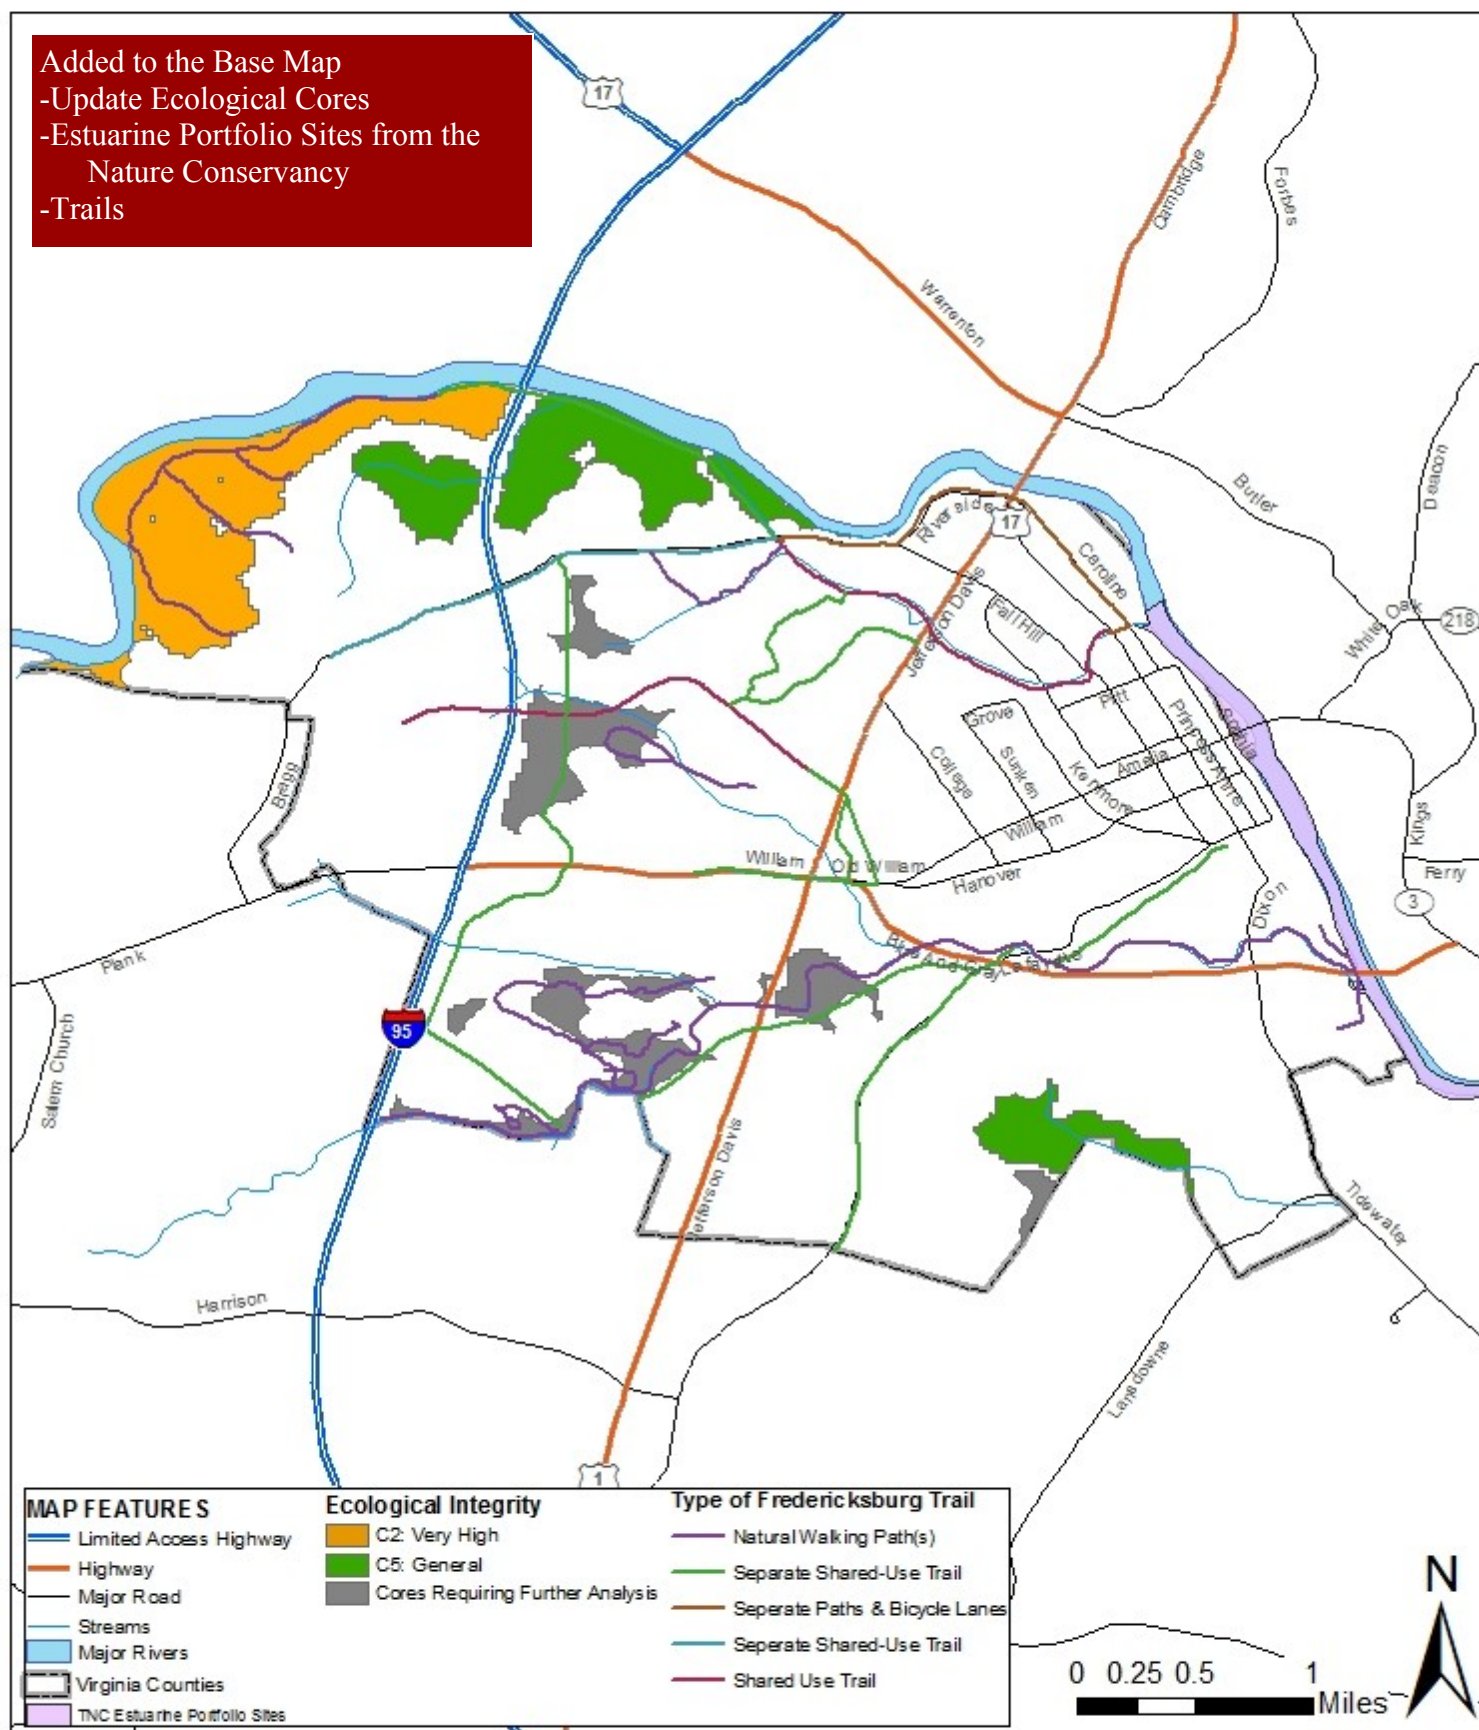 Added to the Base Map
-Update Ecological Cores
-Estuarine Portfolio Sites from the
Nature Conservancy
-Trails
17
Cambridge
Forbes
Warrenton
Butler
Deacon
Riverside
17
Caroline
Jefferson Davis
Fall Hill
White Oak
218
Pitt
Grove
Princess Anne
Sophia
College
Sunken
Kenmore
Amelia
Bragg
William
William
Old William
Hanover
Kings
Ferry
3
Dixon
Plank
Blue And Gray
Lafayette
95
Salem Church
Jefferson Davis
Tidewater
Harrison
Lansdowne
1
MAP FEATURES
Limited Access Highway
Highway
Major Road
Streams
Major Rivers
Virginia Counties
TNC Estuarine Portfolio Sites
Ecological Integrity
C2: Very High
C5: General
Cores Requiring Further Analysis
Type of Fredericksburg Trail
Natural Walking Path(s)
Separate Shared-Use Trail
Seperate Paths & Bicycle Lanes
Seperate Shared-Use Trail
Shared Use Trail
N
0 0.25 0.5 1
Miles